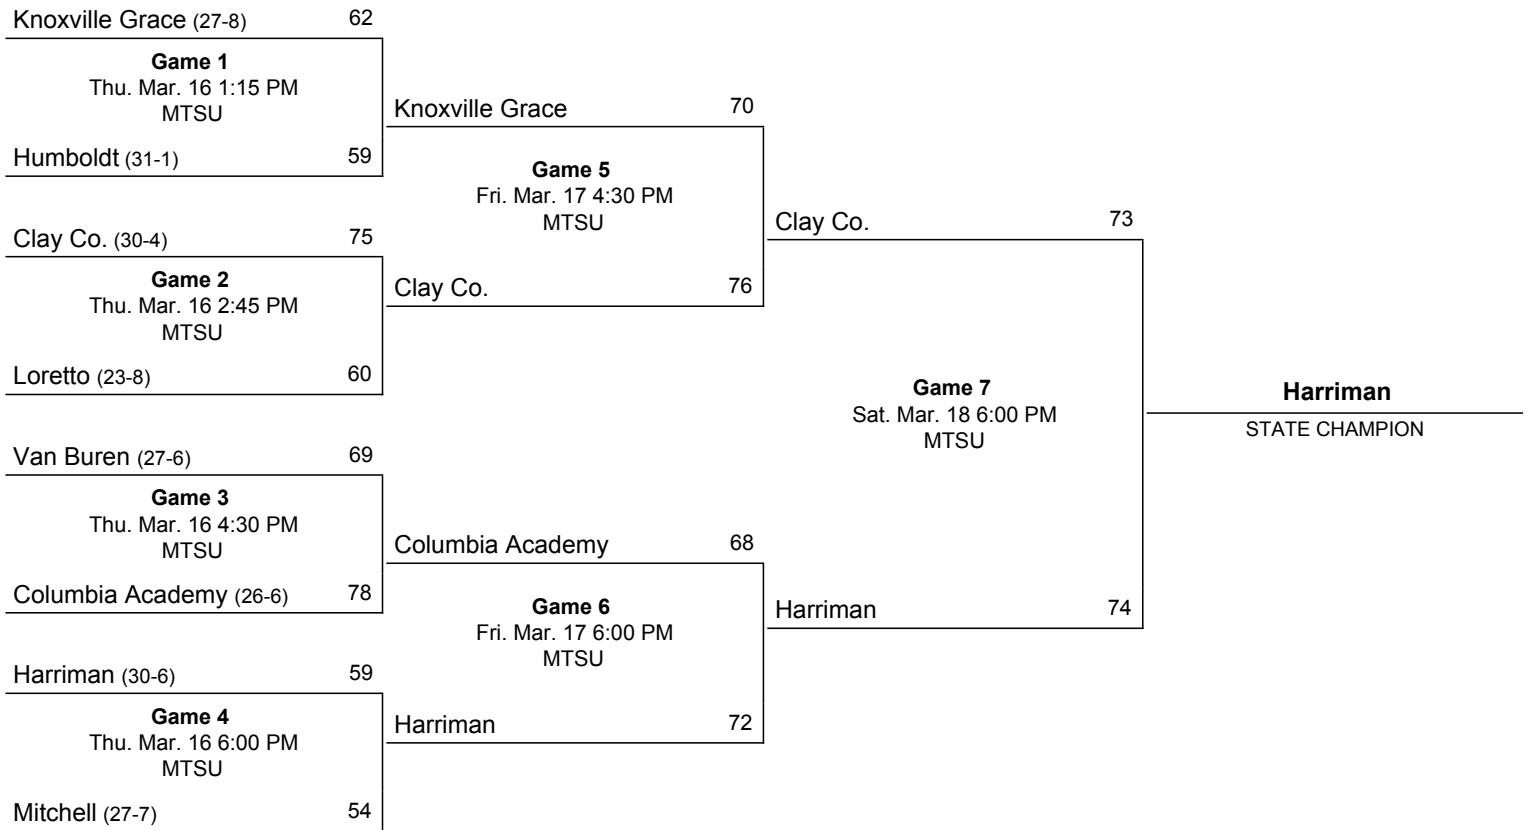 Knoxville Grace (27-8) 62
Game 1
Thu. Mar. 16 1:15 PM
MTSU
Humboldt (31-1) 59
Clay Co. (30-4) 75
Game 2
Thu. Mar. 16 2:45 PM
MTSU
Loretto (23-8) 60
Van Buren (27-6) 69
Game 3
Thu. Mar. 16 4:30 PM
MTSU
Columbia Academy (26-6) 78
Harriman (30-6) 59
Game 4
Thu. Mar. 16 6:00 PM
MTSU
Mitchell (27-7) 54
Knoxville Grace 70
Game 5
Fri. Mar. 17 4:30 PM
MTSU
Clay Co. 76
Columbia Academy 68
Game 6
Fri. Mar. 17 6:00 PM
MTSU
Harriman 72
Clay Co. 73
Game 7
Sat. Mar. 18 6:00 PM
MTSU
Harriman 74
Harriman
STATE CHAMPION